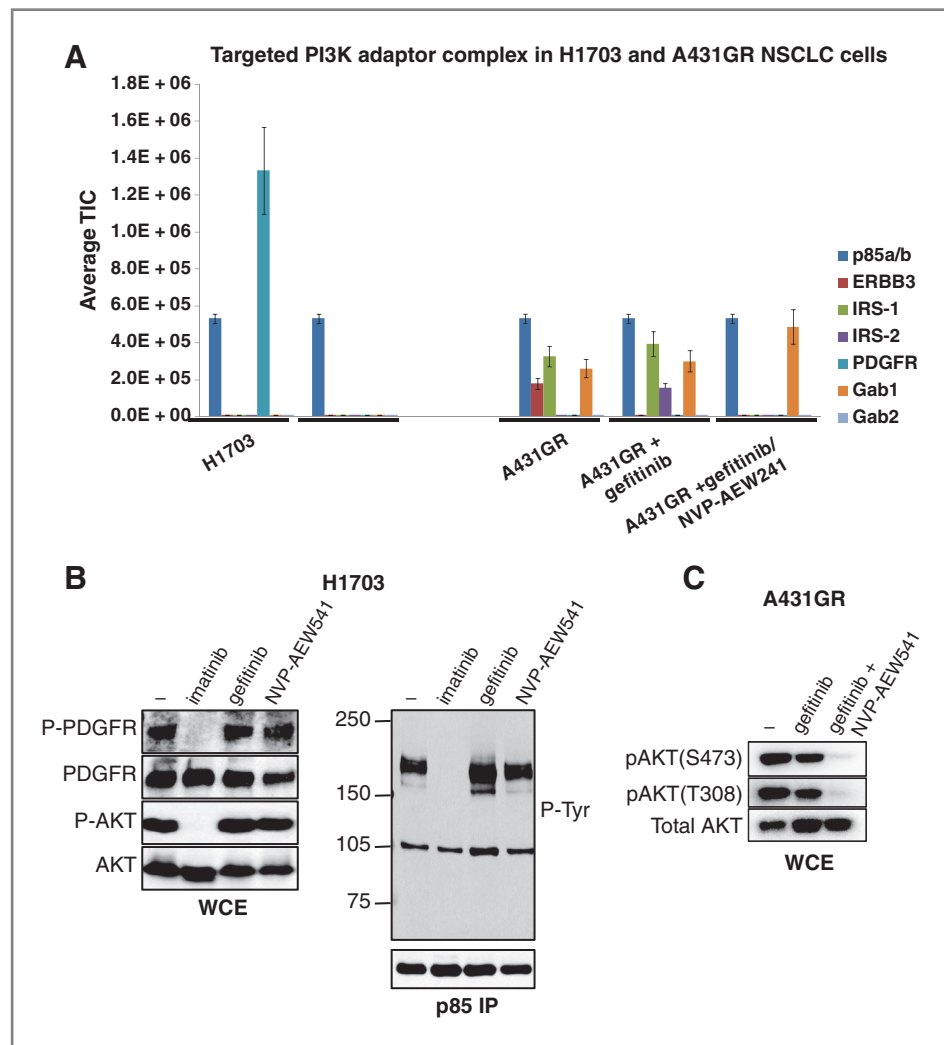 A
Targeted PI3K adaptor complex in H1703 and A431GR NSCLC cells
Average TIC
1.8E + 06
1.6E + 06
1.4E + 06
1.2E + 06
1.0E + 06
8.0E + 05
6.0E + 05
4.0E + 05
2.0E + 05
0.0E + 00
H1703
A431GR
A431GR +
gefitinib
A431GR +gefitinib/
NVP-AEW241
p85a/b
ERBB3
IRS-1
IRS-2
PDGFR
Gab1
Gab2
B
H1703
– imatinib gefitinib NVP-AEW541
P-PDGFR
PDGFR
P-AKT
AKT
WCE
– imatinib gefitinib NVP-AEW541
250
150
105
75
P-Tyr
p85 IP
C
A431GR
– gefitinib gefitinib +
NVP-AEW541
pAKT(S473)
pAKT(T308)
Total AKT
WCE